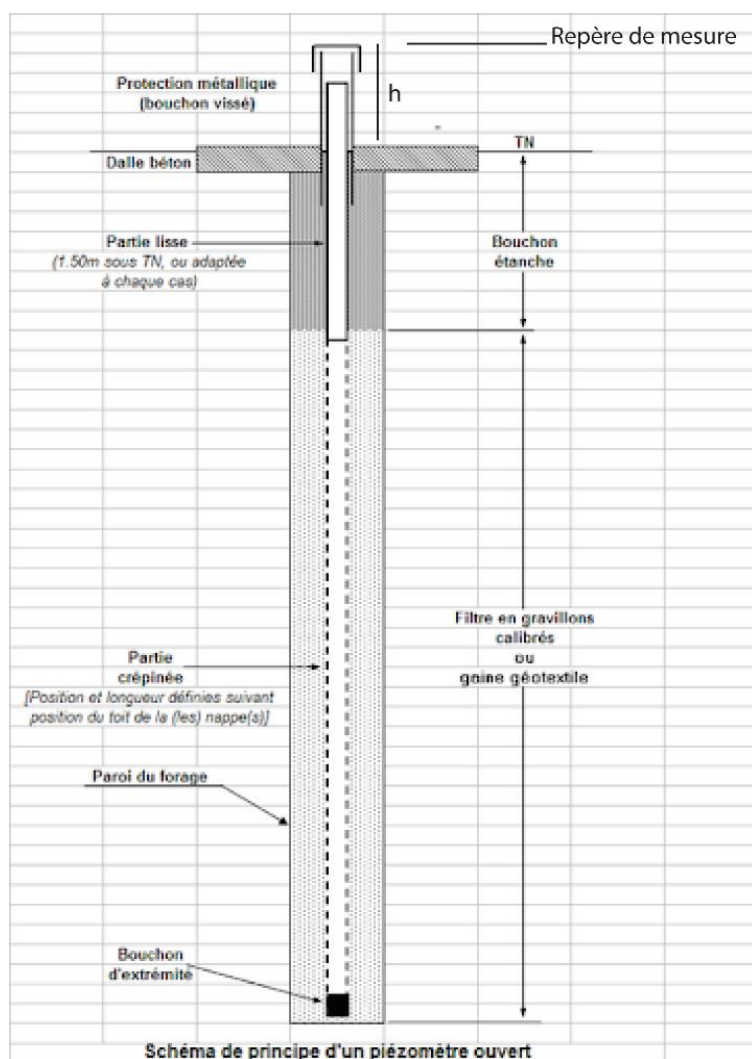 Repère de mesure
Protection métallique
(bouchon vissé)
h
TN
Dalle béton
Partie lisse
(1.50m sous TN, ou adaptée
à chaque cas)
Bouchon
étanche
Filtre en gravillons
calibrés
ou
gaine géotextile
Partie
crépinée
[Position et longueur définies suivant
position du toit de la (les) nappe(s)]
Paroi du forage
Bouchon
d'extrémité
Schéma de principe d'un piézomètre ouvert